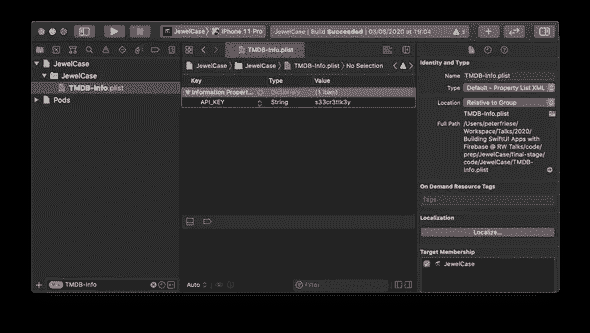 JewelCase
iPhone 11 Pro
JewelCase | Build Succeeded | 03/05/2020 at 19:04
TMDB-Info.plist
JewelCase
JewelCase
TMDB-Info.plist
Pods
JewelCase
JewelCase
TMDB-Info.plist
No Selection
Key
Type
Value
Information Propert...
Dictionary
(1 item)
API_KEY
String
Identity and Type
Name TMDB-Info.plist
Type Default - Property List XML
Location Relative to Group
TMDB-Info.plist
Full Path /Users/peterfriese/
Workspace/Talks/2020/
Building SwiftUI Apps with
Firebase @ RW Talks/code/
prep/JewelCase/final-stage/
code/JewelCase/TMDB-
Info.plist
On Demand Resource Tags
Tags
Localization
Localize...
Target Membership
JewelCase
TMDB-Info
Auto
Filter